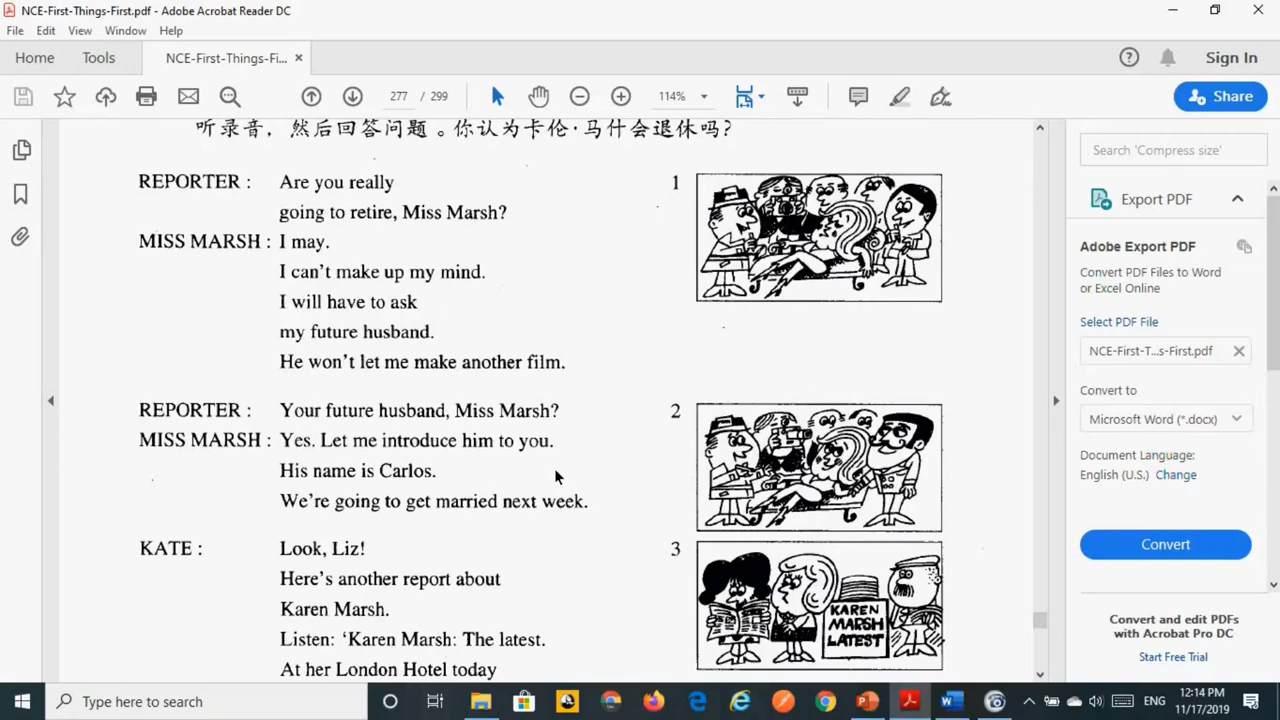 NCE-First-Things-First.pdf - Adobe Acrobat Reader DC
File Edit View Window Help
Home Tools NCE-First-Things-Fi... × Sign In
277 / 299 114% Share
听录音，然后回答问题。你认为卡伦·马什会退休吗？
REPORTER : Are you really 1
going to retire, Miss Marsh?
MISS MARSH : I may.
I can't make up my mind.
I will have to ask
my future husband.
He won't let me make another film.
REPORTER : Your future husband, Miss Marsh? 2
MISS MARSH : Yes. Let me introduce him to you.
His name is Carlos.
We're going to get married next week.
KATE : Look, Liz! 3
Here's another report about
Karen Marsh.
Listen: ‘Karen Marsh: The latest.
At her London Hotel today
KAREN
MARSH
LATEST
Search 'Compress size'
Export PDF
Adobe Export PDF
Convert PDF Files to Word
or Excel Online
Select PDF File
NCE-First-T...s-First.pdf
Convert to
Microsoft Word (*.docx)
Document Language:
English (U.S.) Change
Convert
Convert and edit PDFs
with Acrobat Pro DC
Start Free Trial
Type here to search
ENG
12:14 PM
11/17/2019